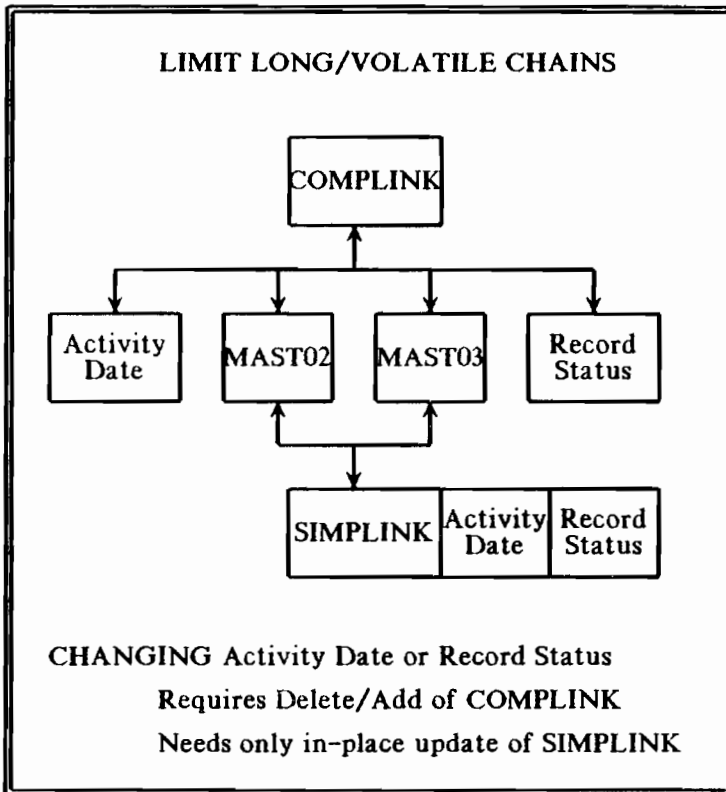 LIMIT LONG/VOLATILE CHAINS
COMPLINK
Activity
Date
MAST02
MAST03
Record
Status
SIMPLINK
Activity
Date
Record
Status
CHANGING Activity Date or Record Status
Requires Delete/Add of COMPLINK
Needs only in-place update of SIMPLINK